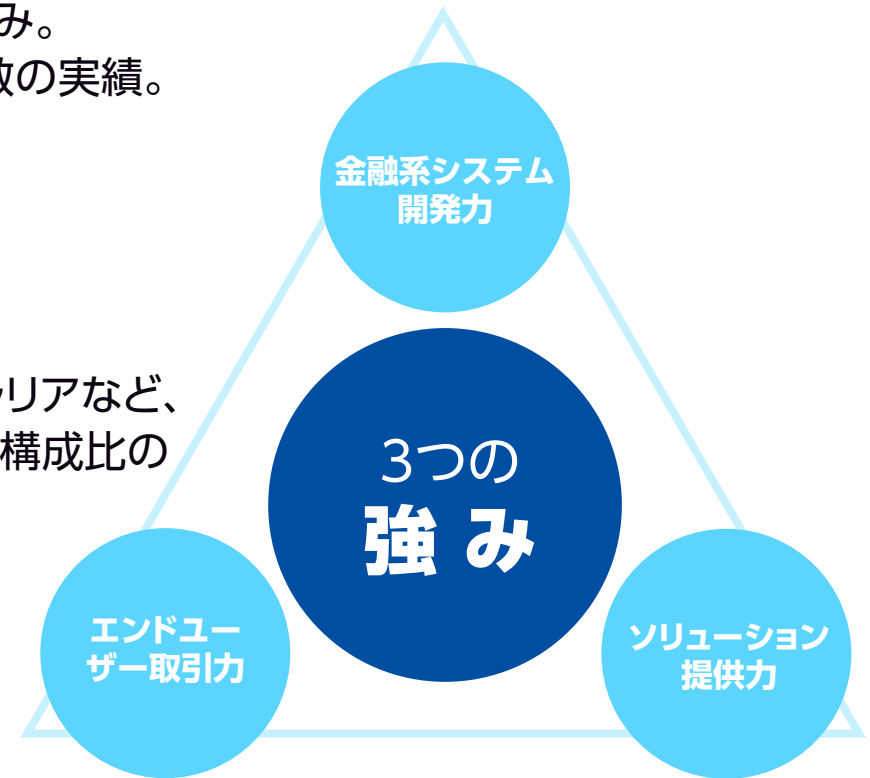 み。
数の実績。
金融系システム
開発力
リアなど、
構成比の
3つの
強み
エンドユー
ザー取引力
ソリューション
提供力